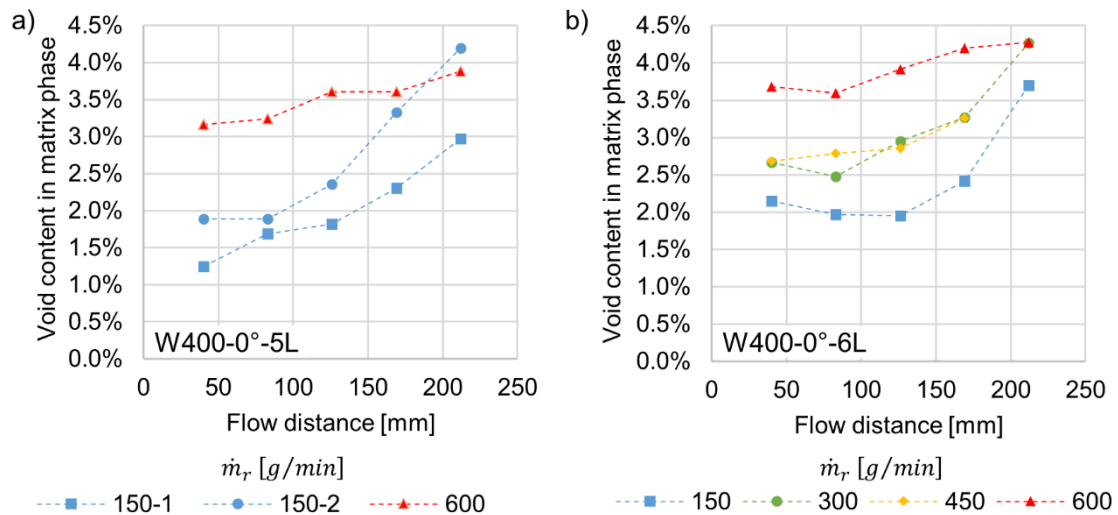 a)
Void content in matrix phase
4.5%
4.0%
3.5%
3.0%
2.5%
2.0%
1.5%
1.0%
0.5%
0.0%
W400-0°-5L
0 50 100 150 200 250
Flow distance [mm]
ṁr [g/min]
150-1 150-2 600
b)
Void content in matrix phase
4.5%
4.0%
3.5%
3.0%
2.5%
2.0%
1.5%
1.0%
0.5%
0.0%
W400-0°-6L
0 50 100 150 200 250
Flow distance [mm]
ṁr [g/min]
150 300 450 600